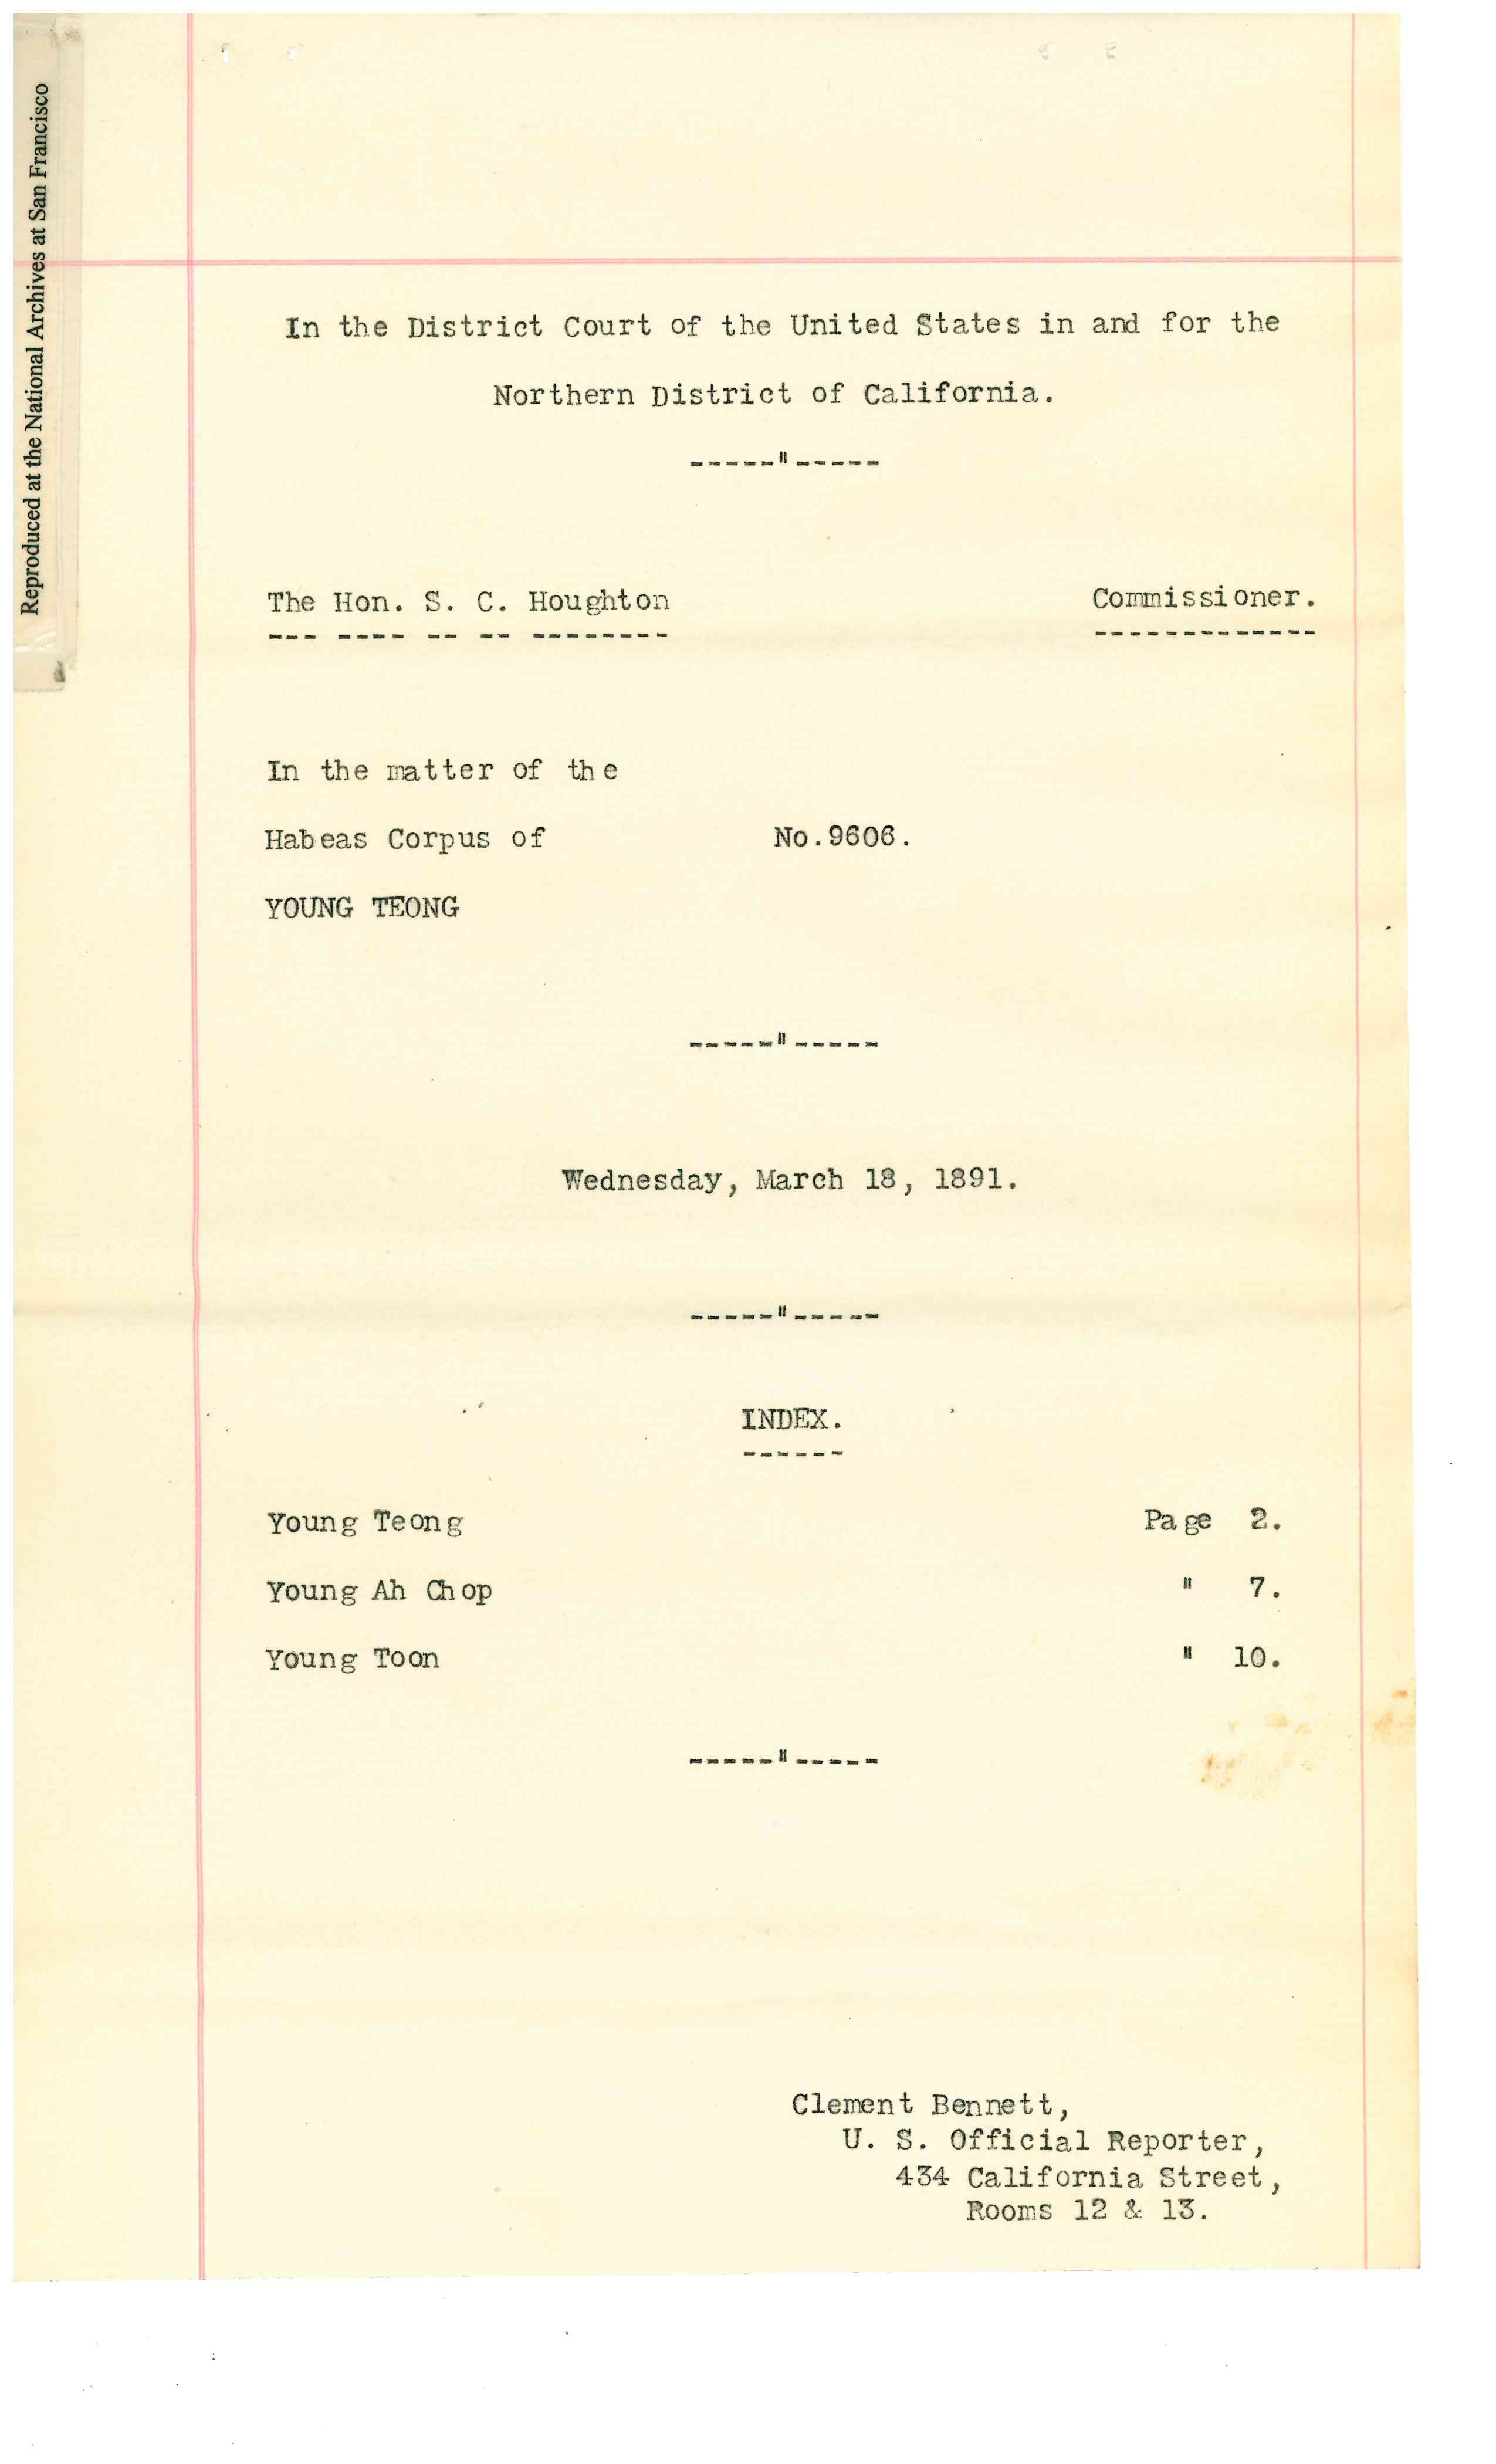 Reproduced at the National Archives at San Francisco
In the District Court of the United States in and for the
Northern District of California.
-----"-----
The Hon. S. C. Houghton Commissioner.
--- ---- -- -- -------- -------------
In the matter of the
Habeas Corpus of No.9606.
YOUNG TEONG
-----"-----
Wednesday, March 18, 1891.
-----"-----
INDEX.
------
Young Teong Page 2.
Young Ah Chop " 7.
Young Toon " 10.
-----"-----
Clement Bennett,
U. S. Official Reporter,
434 California Street,
Rooms 12 & 13.